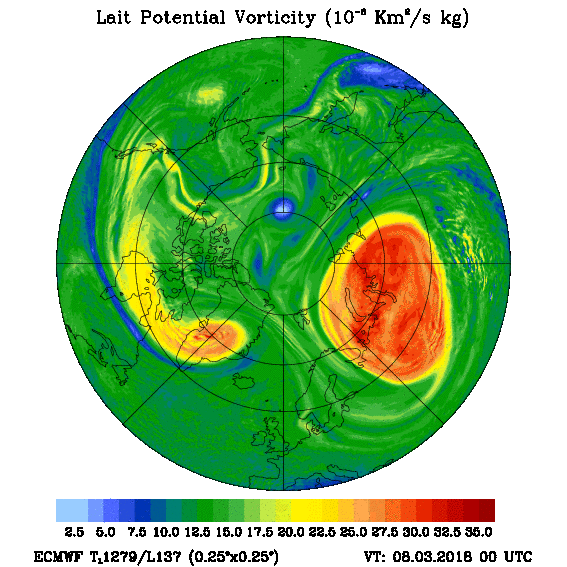 Lait Potential Vorticity (10⁻⁶ Km²/s kg)
2.5 5.0 7.5 10.0 12.5 15.0 17.5 20.0 22.5 25.0 27.5 30.0 32.5 35.0
ECMWF T_L1279/L137 (0.25°x0.25°) VT: 08.03.2018 00 UTC